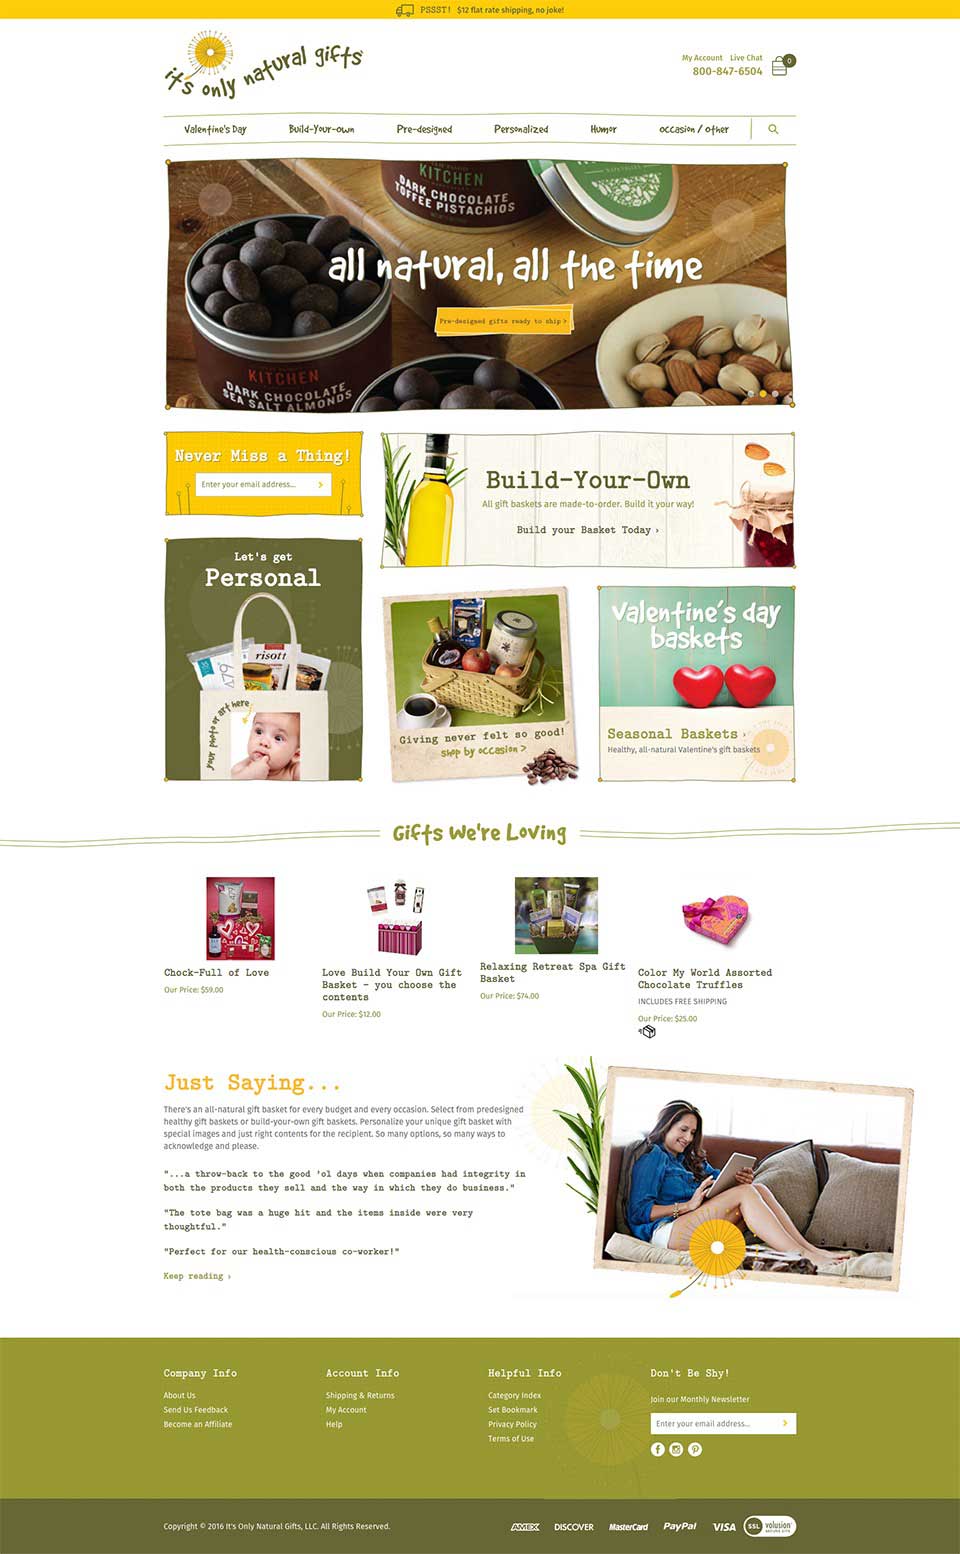 PSSST! $12 flat rate shipping, no joke!
it's only natural gifts
My Account Live Chat
800-847-6504
0
Valentine's Day Build-Your-Own Pre-designed Personalized Humor Occasion / Other
KITCHEN
DARK CHOCOLATE
TOFFEE PISTACHIOS
all natural, all the time
Pre-designed gifts ready to ship >
KITCHEN
DARK CHOCOLATE
SEA SALT ALMONDS
Never Miss a Thing!
Enter your email address...
Build-Your-Own
All gift baskets are made-to-order. Build it your way!
Build your Basket Today ›
Let's get
Personal
risott
your photo or art here
Giving never felt so good!
shop by occasion >
Valentine's day
baskets
Seasonal Baskets ›
Healthy, all-natural Valentine's gift baskets
Gifts We're Loving
Chock-Full of Love
Our Price: $59.00
Love Build Your Own Gift
Basket - you choose the
contents
Our Price: $12.00
Relaxing Retreat Spa Gift
Basket
Our Price: $74.00
Color My World Assorted
Chocolate Truffles
INCLUDES FREE SHIPPING
Our Price: $25.00
Just Saying...
There's an all-natural gift basket for every budget and every occasion. Select from predesigned
healthy gift baskets or build-your-own gift baskets. Personalize your unique gift basket with
special images and just right contents for the recipient. So many options, so many ways to
acknowledge and please.
"...a throw-back to the good 'ol days when companies had integrity in
both the products they sell and the way in which they do business."
"The tote bag was a huge hit and the items inside were very
thoughtful."
"Perfect for our health-conscious co-worker!"
Keep reading ›
Company Info
About Us
Send Us Feedback
Become an Affiliate
Account Info
Shipping & Returns
My Account
Help
Helpful Info
Category Index
Set Bookmark
Privacy Policy
Terms of Use
Don't Be Shy!
Join our Monthly Newsletter
Enter your email address...
Copyright © 2016 It's Only Natural Gifts, LLC. All Rights Reserved.
AMEX DISCOVER MasterCard PayPal VISA SSL volusion